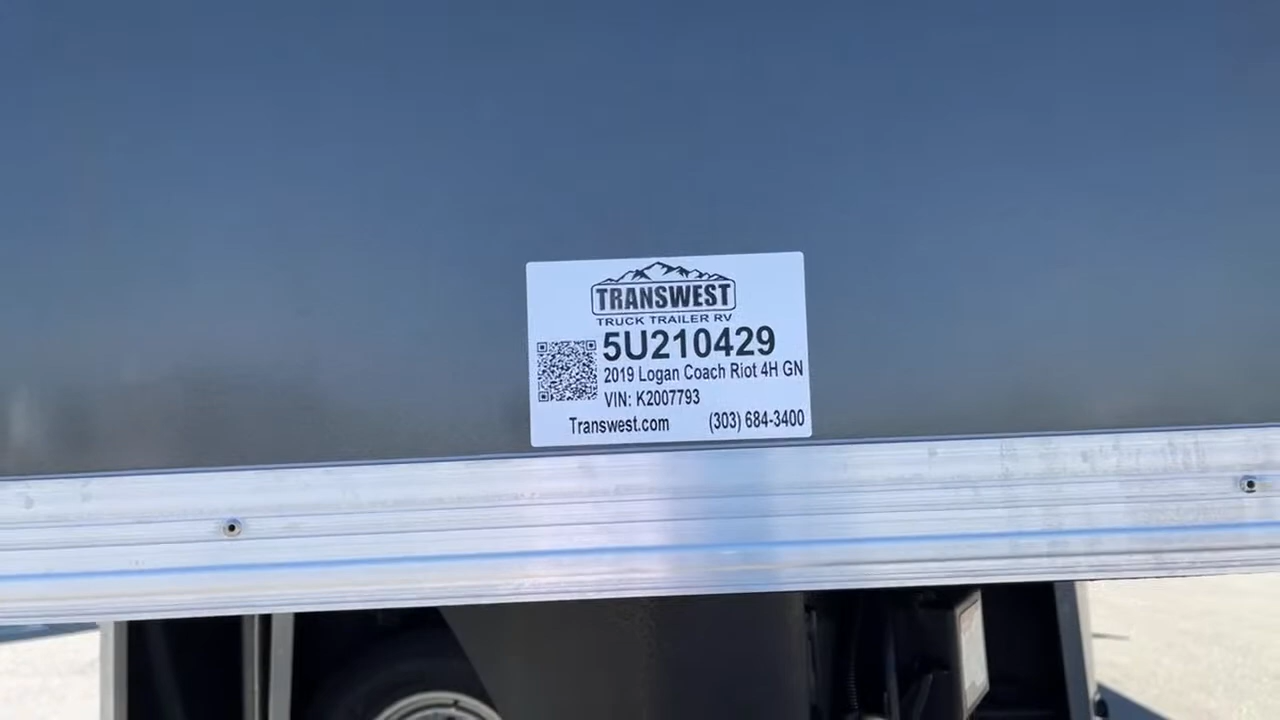 TRANSWEST
TRUCK TRAILER RV
5U210429
2019 Logan Coach Riot 4H GN
VIN: K2007793
Transwest.com (303) 684-3400